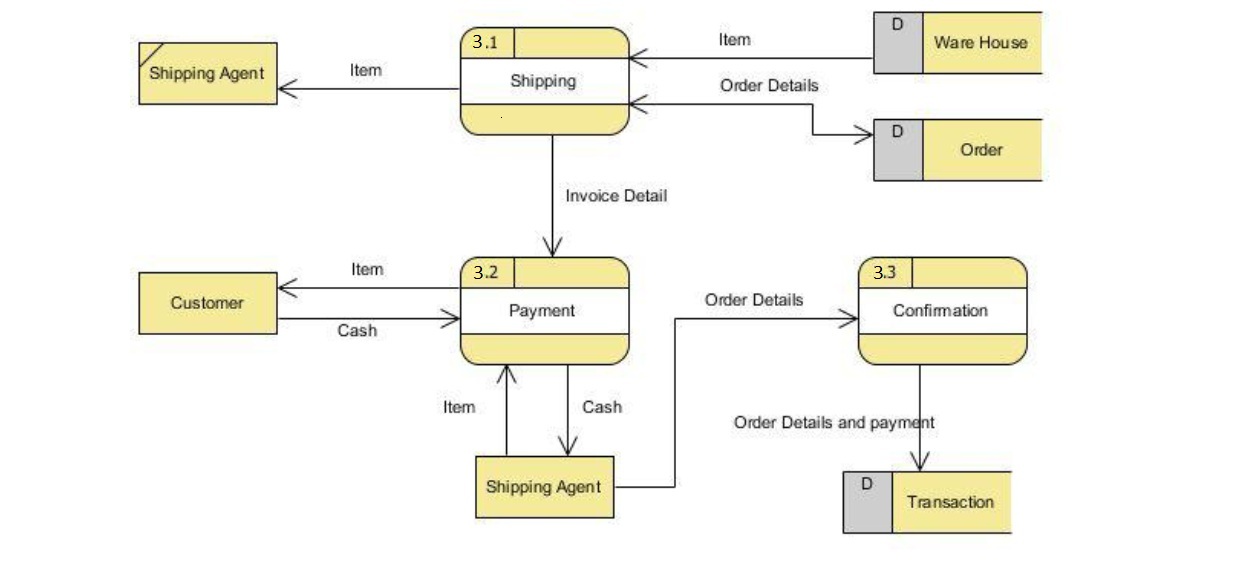 3.1
D
Ware House
Item
Shipping Agent
Item
Shipping
Order Details
D
Order
Invoice Detail
3.2
3.3
Item
Customer
Payment
Order Details
Confirmation
Cash
Item
Cash
Order Details and payment
Shipping Agent
D
Transaction